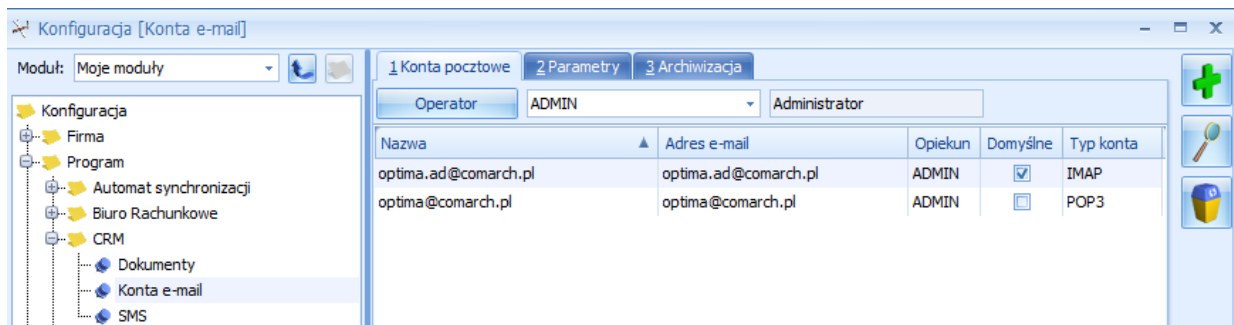 Konfiguracja [Konta e-mail]
Moduł: Moje moduły
Konfiguracja
Firma
Program
Automat synchronizacji
Biuro Rachunkowe
CRM
Dokumenty
Konta e-mail
SMS
1 Konta pocztowe 2 Parametry 3 Archiwizacja
Operator ADMIN Administrator
Nazwa Adres e-mail Opiekun Domyślne Typ konta
optima.ad@comarch.pl optima.ad@comarch.pl ADMIN IMAP
optima@comarch.pl optima@comarch.pl ADMIN POP3